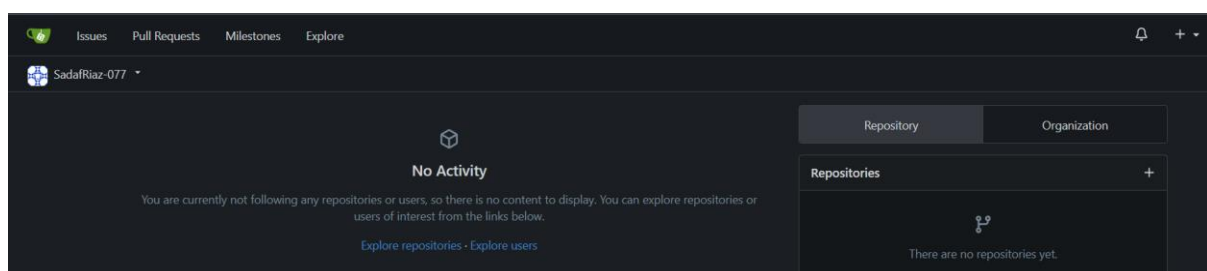 Issues Pull Requests Milestones Explore
SadafRiaz-077
No Activity
You are currently not following any repositories or users, so there is no content to display. You can explore repositories or
users of interest from the links below.
Explore repositories · Explore users
Repository Organization
Repositories +
There are no repositories yet.